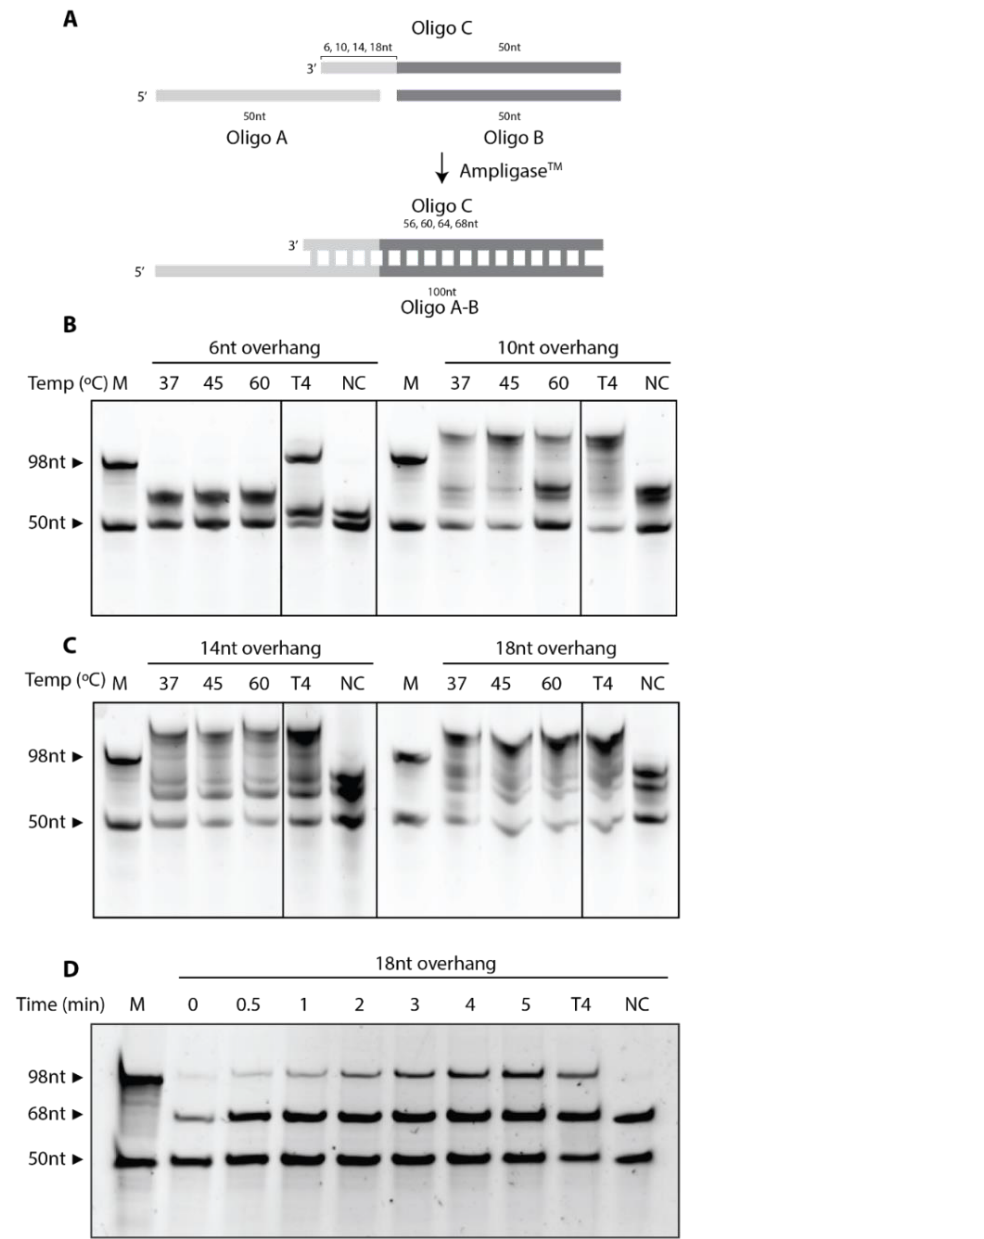 A
Oligo C
6, 10, 14, 18nt 50nt
3'
5'
50nt 50nt
Oligo A Oligo B
Ampligase™
Oligo C
56, 60, 64, 68nt
3'
5'
100nt
Oligo A-B
B
6nt overhang 10nt overhang
Temp (ºC) M 37 45 60 T4 NC M 37 45 60 T4 NC
98nt ►
50nt ►
C
14nt overhang 18nt overhang
Temp (ºC) M 37 45 60 T4 NC M 37 45 60 T4 NC
98nt ►
50nt ►
D
18nt overhang
Time (min) M 0 0.5 1 2 3 4 5 T4 NC
98nt ►
68nt ►
50nt ►